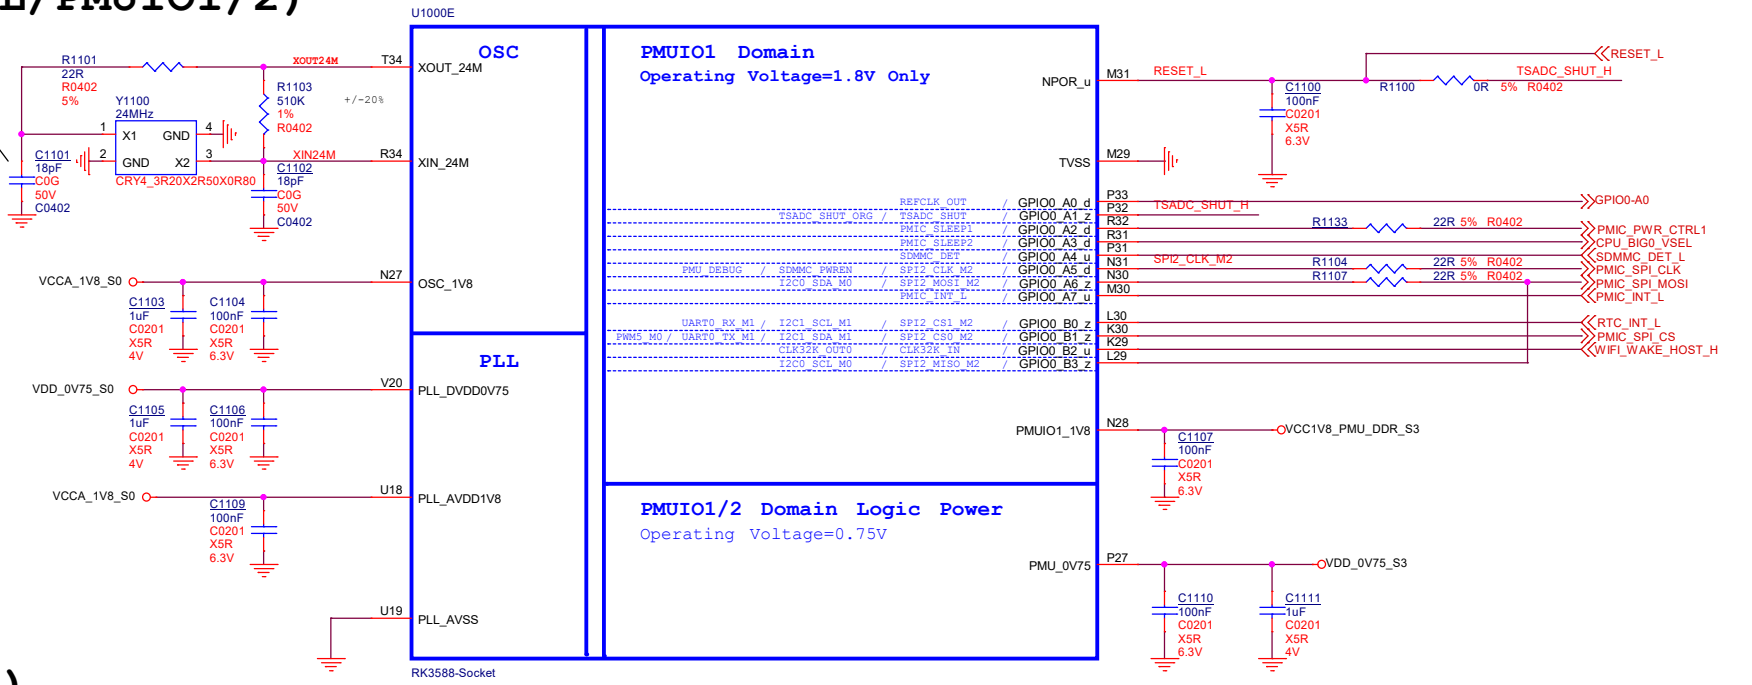 L/PMUIO1/2)
U1000E
R1101
22R
R0402
5%
XOUT24M
T34
XOUT_24M
OSC
R1103
510K
1%
R0402
+/-20%
Y1100
24MHz
1
X1
GND
4
2
GND
X2
3
CRY4_3R20X2R50X0R80
C1101
18pF
C0G
50V
C0402
XIN24M
R34
XIN_24M
C1102
18pF
C0G
50V
C0402
VCCA_1V8_S0
N27
OSC_1V8
C1103
1uF
C0201
X5R
4V
C1104
100nF
C0201
X5R
6.3V
PLL
VDD_0V75_S0
V20
PLL_DVDD0V75
C1105
1uF
C0201
X5R
4V
C1106
100nF
C0201
X5R
6.3V
VCCA_1V8_S0
U18
PLL_AVDD1V8
C1109
100nF
C0201
X5R
6.3V
U19
PLL_AVSS
RK3588-Socket
PMUIO1 Domain
Operating Voltage=1.8V Only
NPOR_u
M31
RESET_L
RESET_L
C1100
100nF
C0201
X5R
6.3V
R1100
0R 5% R0402
TSADC_SHUT_H
TVSS
M29
REFCLK_OUT / GPIO0_A0_d
P33
GPIO0-A0
TSADC_SHUT_ORG / TSADC_SHUT / GPIO0_A1_z
P32
TSADC_SHUT_H
PMIC_SLEEP1 / GPIO0_A2_d
R32
R1133
22R 5% R0402
PMIC_PWR_CTRL1
PMIC_SLEEP2 / GPIO0_A3_d
R31
CPU_BIG0_VSEL
SDMMC_DET / GPIO0_A4_u
P31
SDMMC_DET_L
PMU_DEBUG / SDMMC_PWREN / SPI2_CLK_M2 / GPIO0_A5_d
N31
SPI2_CLK_M2
R1104
22R 5% R0402
PMIC_SPI_CLK
I2C0_SDA_M0 / SPI2_MOSI_M2 / GPIO0_A6_z
N30
R1107
22R 5% R0402
PMIC_SPI_MOSI
PMIC_INT_L / GPIO0_A7_u
M30
PMIC_INT_L
UART0_RX_M1 / I2C1_SCL_M1 / SPI2_CS1_M2 / GPIO0_B0_z
L30
RTC_INT_L
PWM5_M0 / UART0_TX_M1 / I2C1_SDA_M1 / SPI2_CS0_M2 / GPIO0_B1_z
K30
PMIC_SPI_CS
CLK32K_OUT0 / CLK32K_IN / GPIO0_B2_u
K29
WIFI_WAKE_HOST_H
I2C0_SCL_M0 / SPI2_MISO_M2 / GPIO0_B3_z
L29
PMUIO1_1V8
N28
VCC1V8_PMU_DDR_S3
C1107
100nF
C0201
X5R
6.3V
PMUIO1/2 Domain Logic Power
Operating Voltage=0.75V
PMU_0V75
P27
VDD_0V75_S3
C1110
100nF
C0201
X5R
6.3V
C1111
1uF
C0201
X5R
4V
)